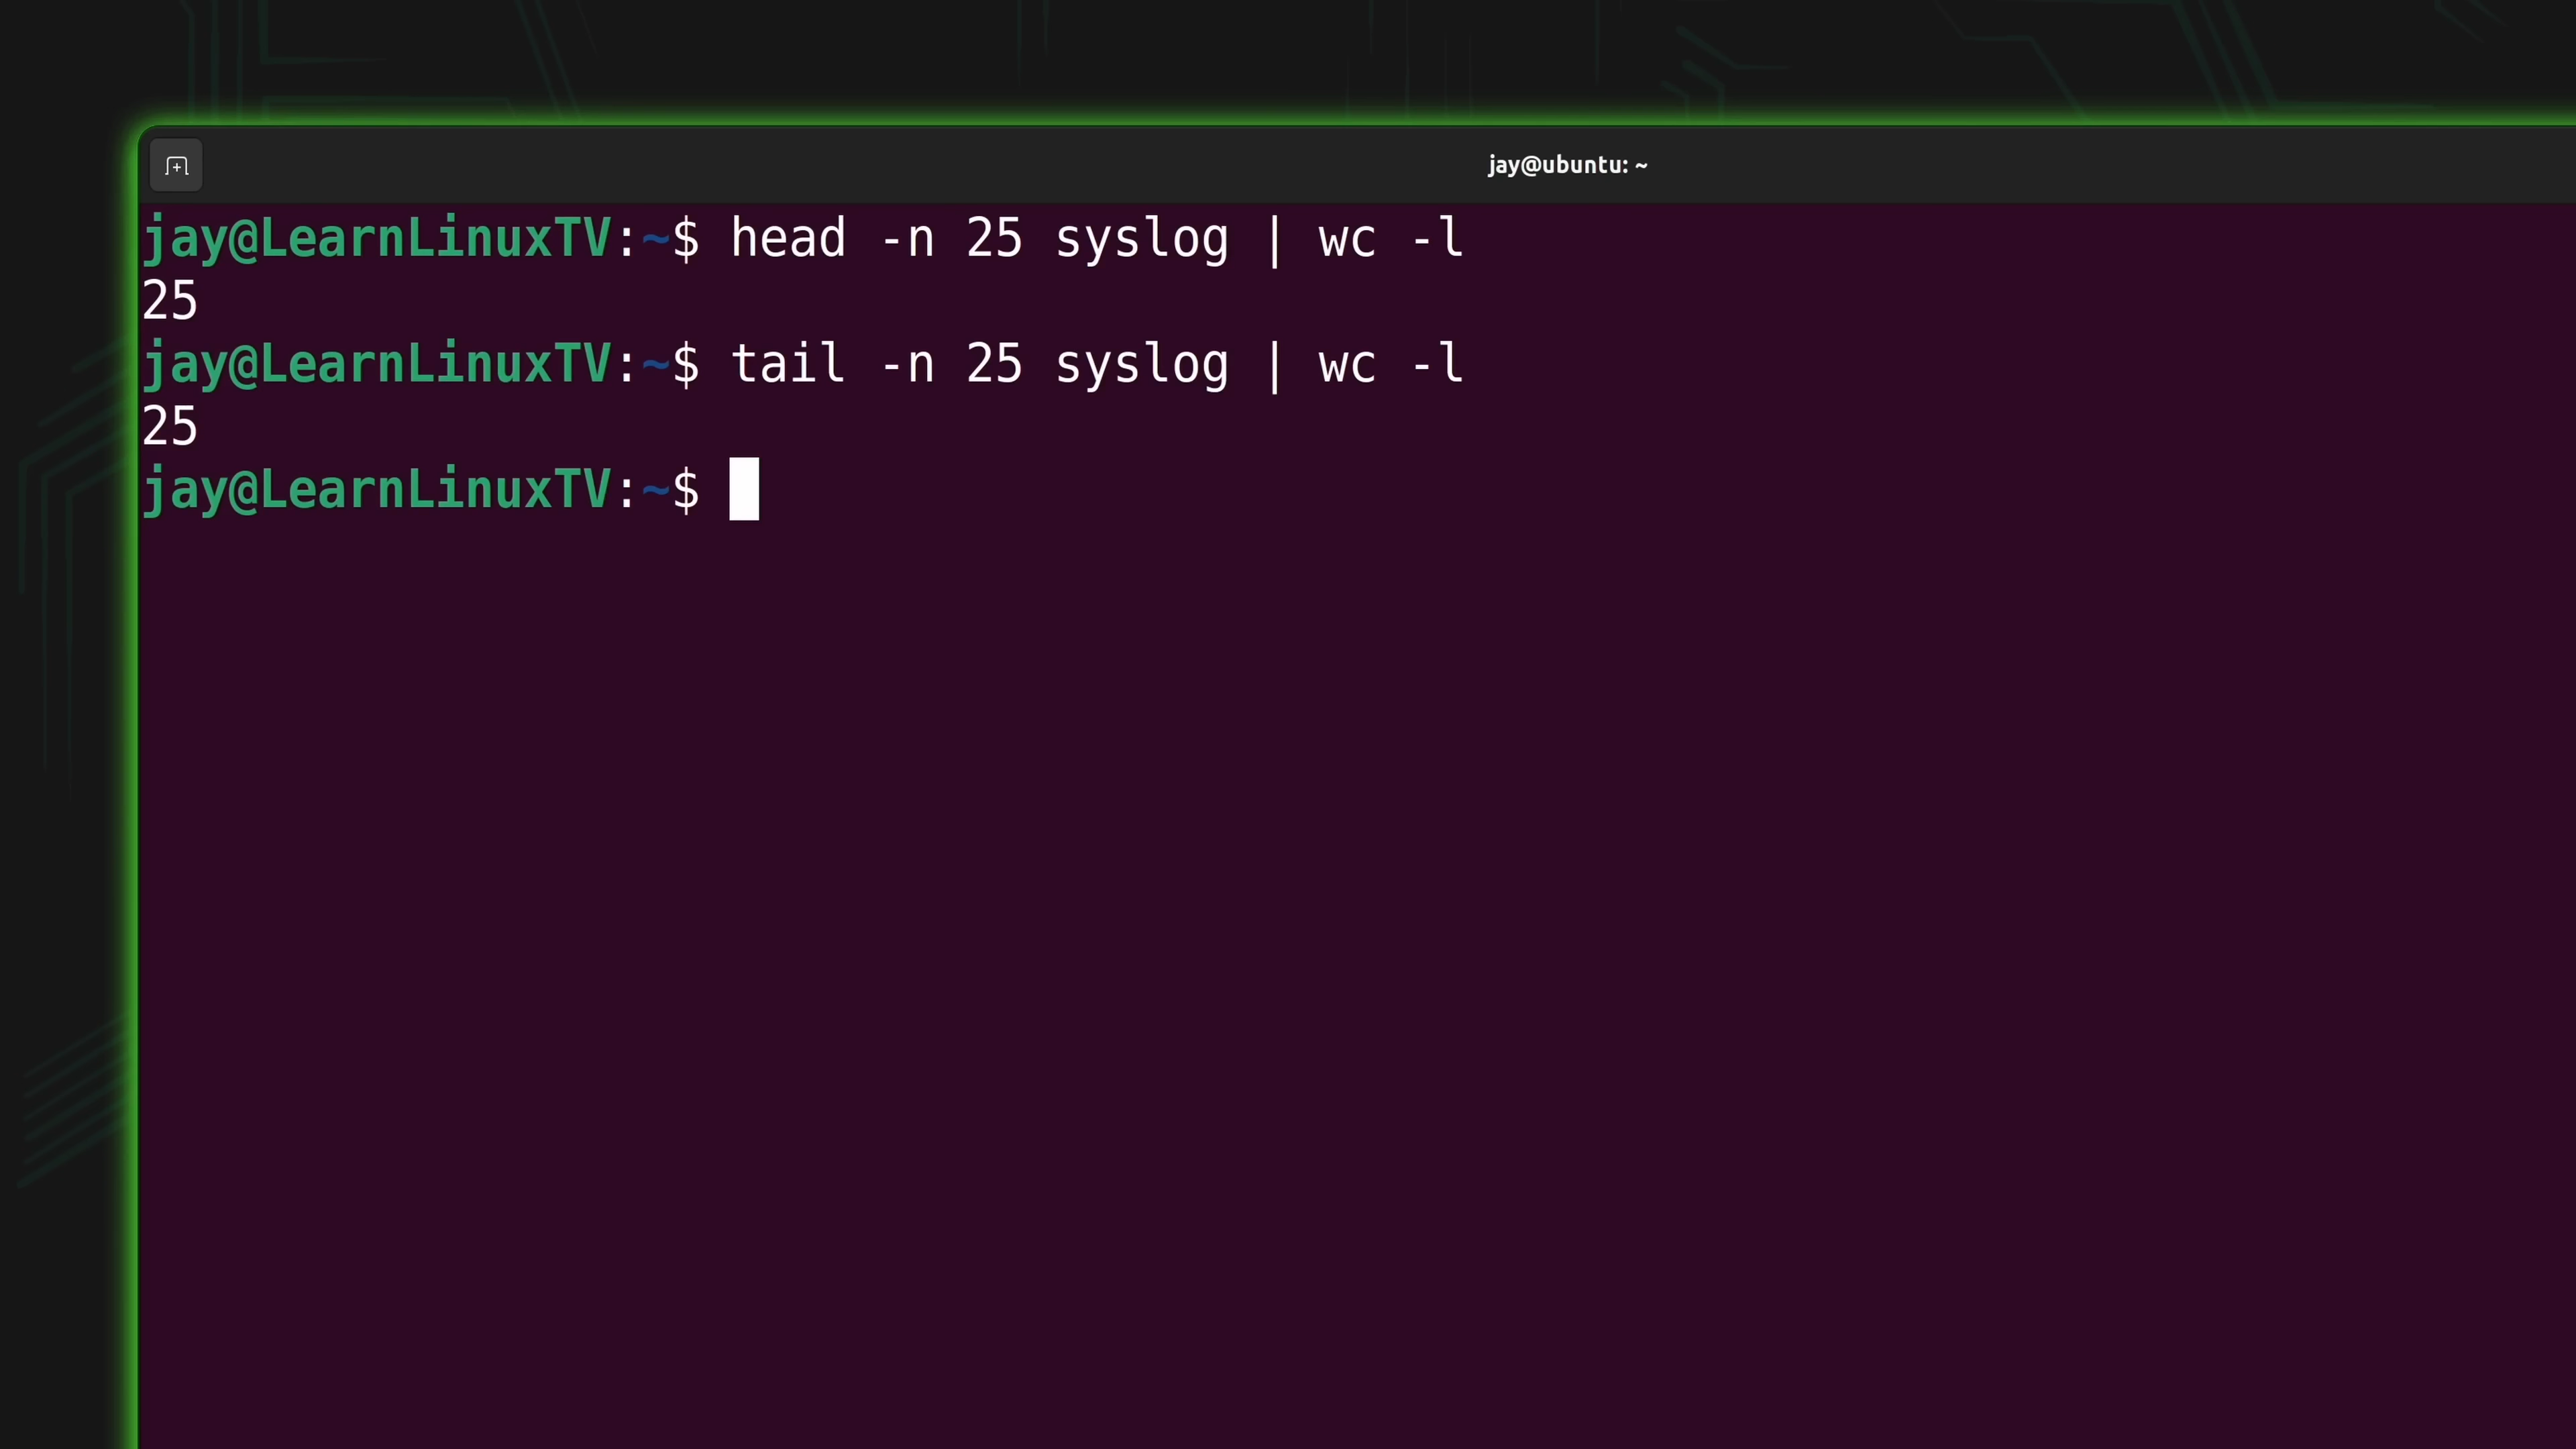 jay@ubuntu: ~
jay@LearnLinuxTV:~$ head -n 25 syslog | wc -l
25
jay@LearnLinuxTV:~$ tail -n 25 syslog | wc -l
25
jay@LearnLinuxTV:~$